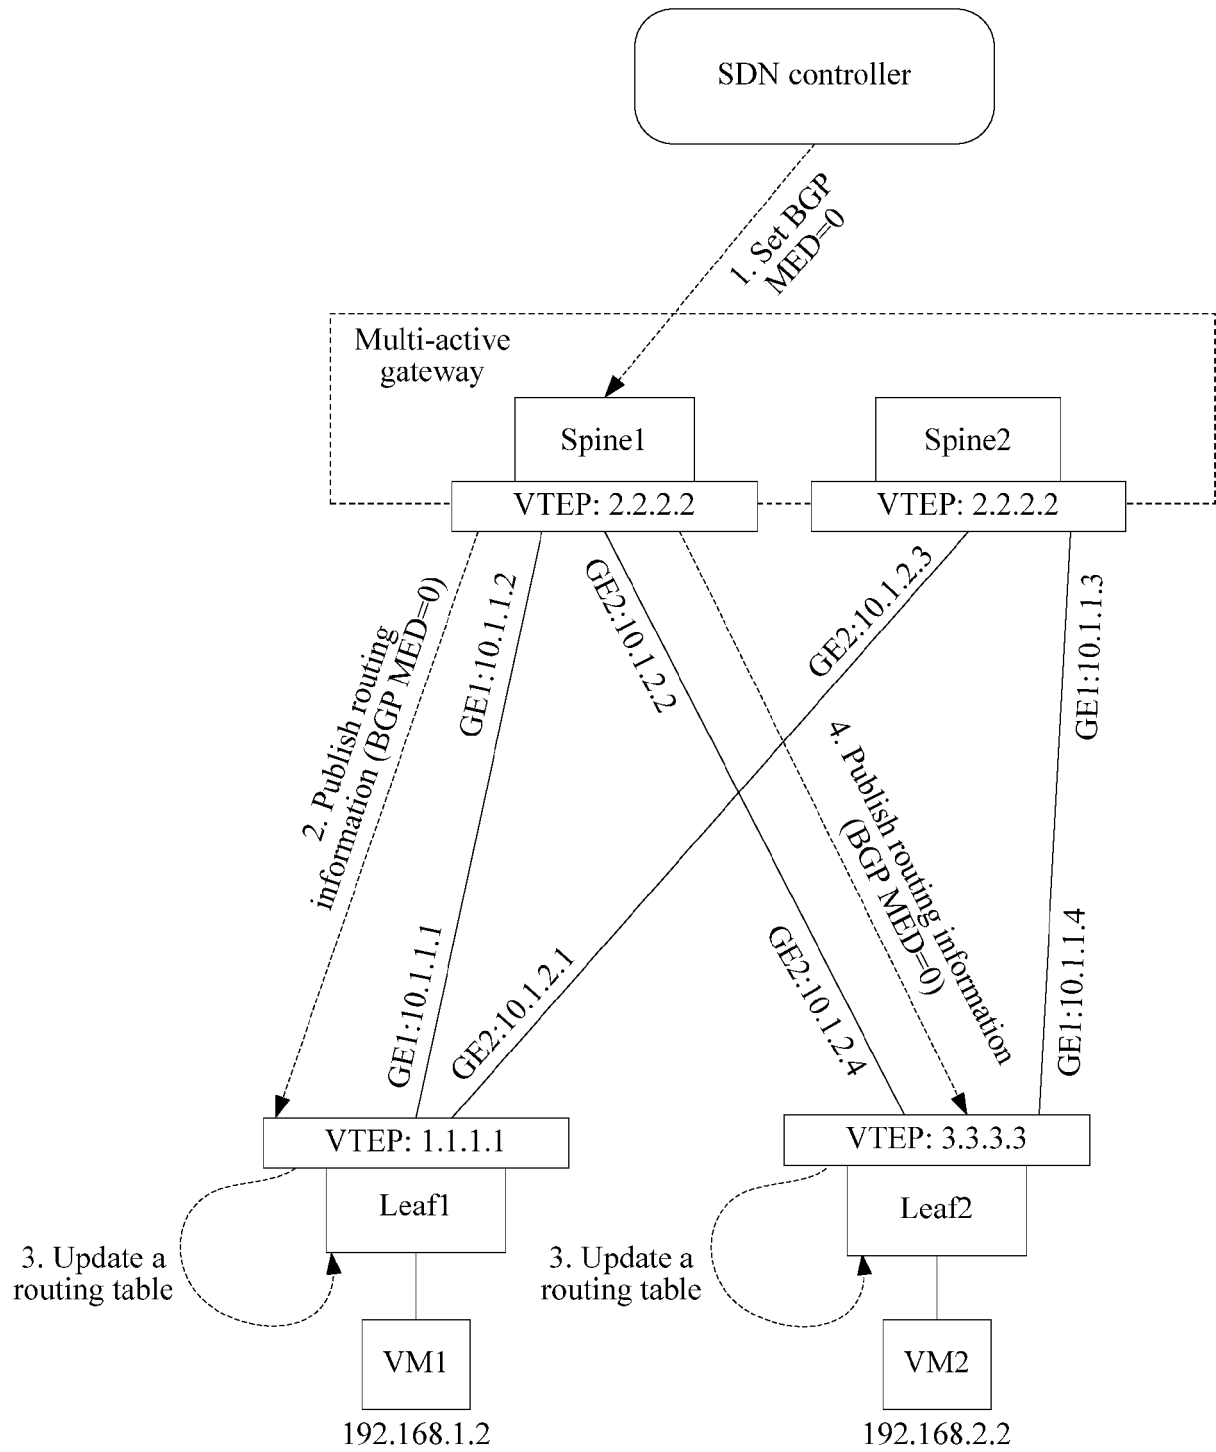 SDN controller
1. Set BGP
MED=0
Multi-active
gateway
Spine1
Spine2
VTEP: 2.2.2.2
VTEP: 2.2.2.2
2. Publish routing
information (BGP MED=0)
GE1:10.1.1.2
GE2:10.1.2.2
GE2:10.1.2.3
GE1:10.1.1.3
4. Publish routing information
(BGP MED=0)
GE1:10.1.1.1
GE2:10.1.2.1
GE2:10.1.2.4
GE1:10.1.1.4
VTEP: 1.1.1.1
VTEP: 3.3.3.3
Leaf1
Leaf2
3. Update a
routing table
3. Update a
routing table
VM1
VM2
192.168.1.2
192.168.2.2